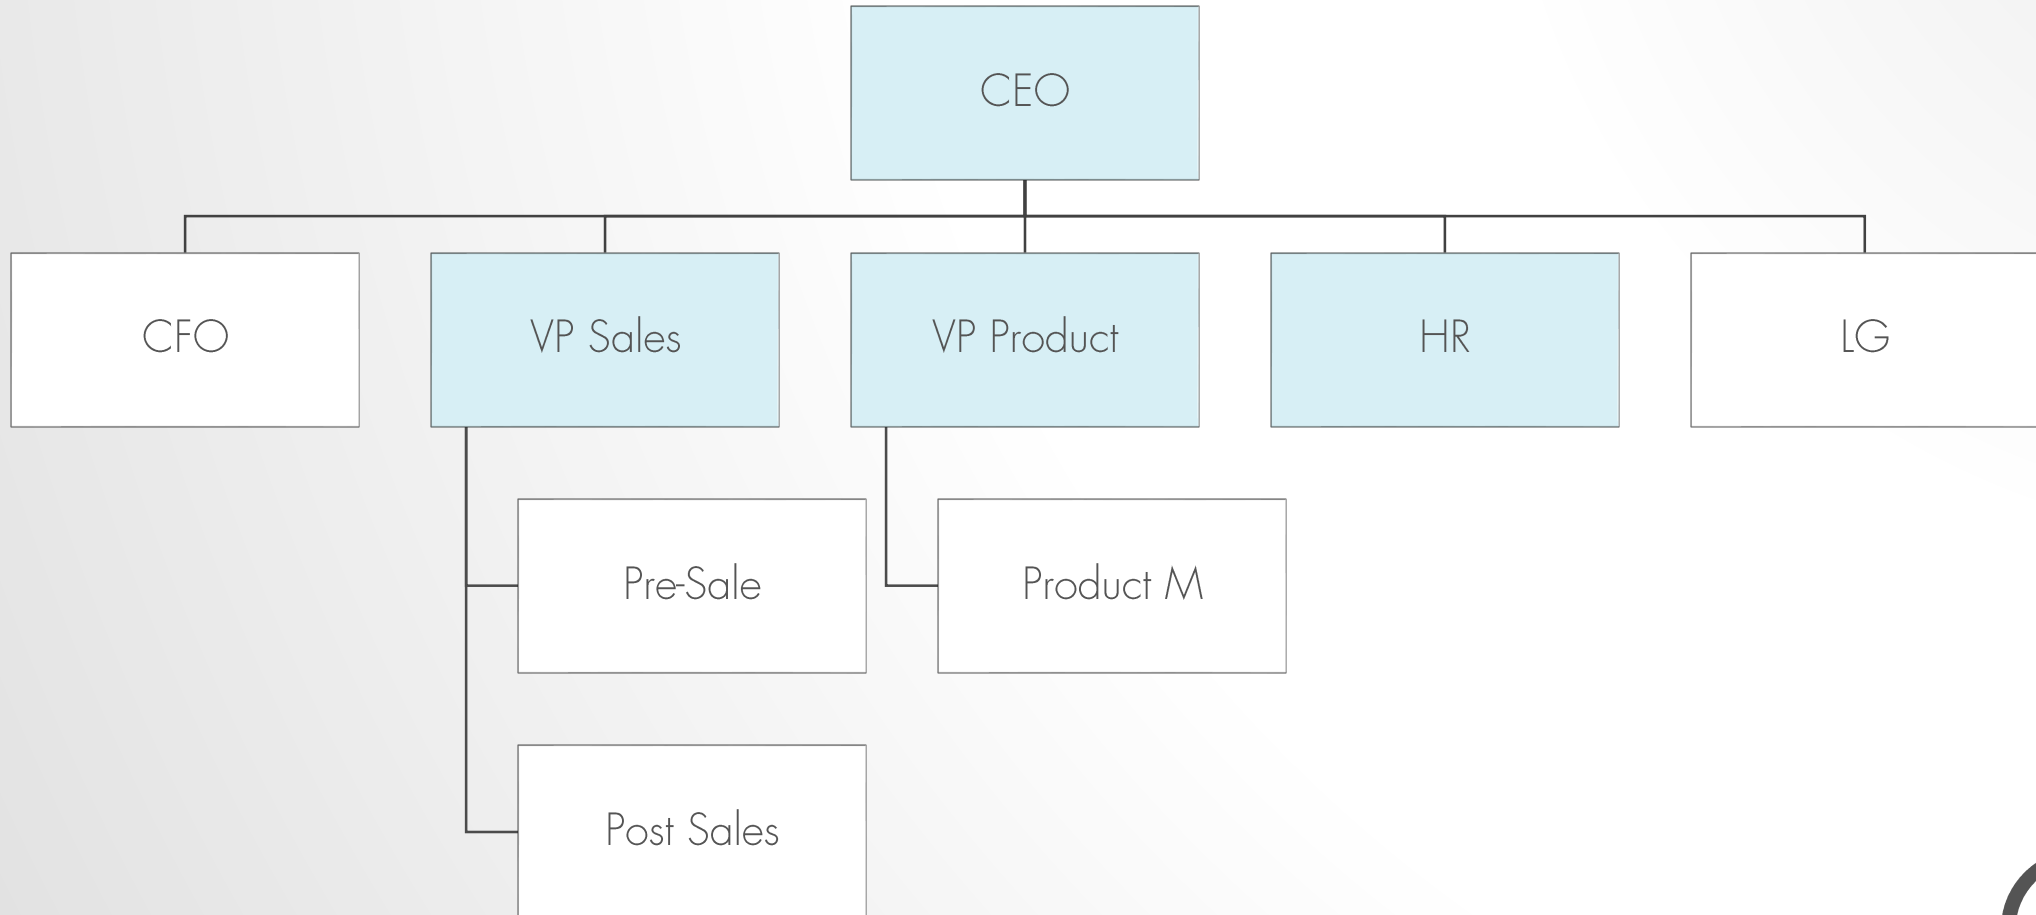 CEO
CFO
VP Sales
VP Product
HR
LG
Pre-Sale
Product M
Post Sales